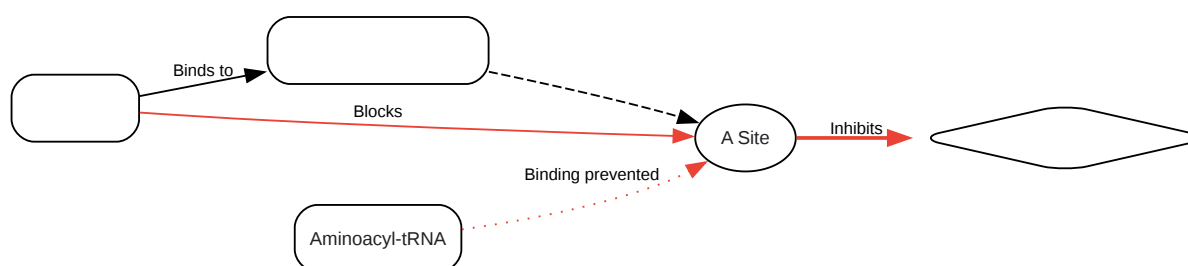 Binds to
Blocks
A Site
Inhibits
Binding prevented
Aminoacyl-tRNA